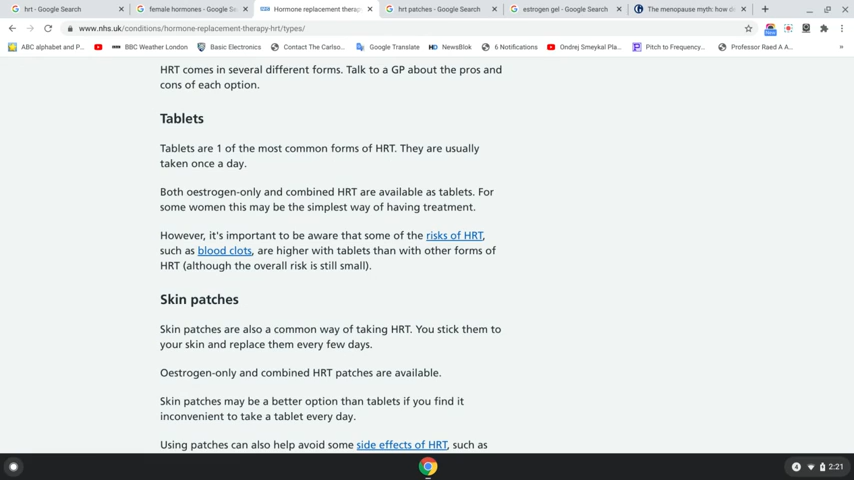 hrt - Google Search
female hormones - Google Se
Hormone replacement therap
hrt patches - Google Search
estrogen gel - Google Search
The menopause myth: how d
www.nhs.uk/conditions/hormone-replacement-therapy-hrt/types/
New
ABC alphabet and P...
BBC Weather London
Basic Electronics
Contact The Carlso...
Google Translate
HD NewsBlok
6 Notifications
Ondrej Smeykal Pla...
Pitch to Frequency...
Professor Raed A A...
»
HRT comes in several different forms. Talk to a GP about the pros and
cons of each option.
Tablets
Tablets are 1 of the most common forms of HRT. They are usually
taken once a day.
Both oestrogen-only and combined HRT are available as tablets. For
some women this may be the simplest way of having treatment.
However, it's important to be aware that some of the risks of HRT,
such as blood clots, are higher with tablets than with other forms of
HRT (although the overall risk is still small).
Skin patches
Skin patches are also a common way of taking HRT. You stick them to
your skin and replace them every few days.
Oestrogen-only and combined HRT patches are available.
Skin patches may be a better option than tablets if you find it
inconvenient to take a tablet every day.
Using patches can also help avoid some side effects of HRT, such as
4
2:21